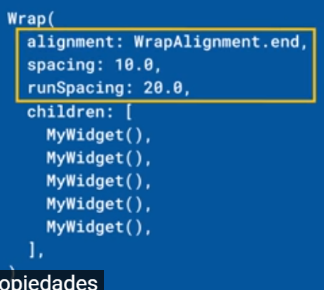 Wrap(
alignment: WrapAlignment.end,
spacing: 10.0,
runSpacing: 20.0,
children: [
MyWidget(),
MyWidget(),
MyWidget(),
MyWidget(),
MyWidget(),
],
opiedades